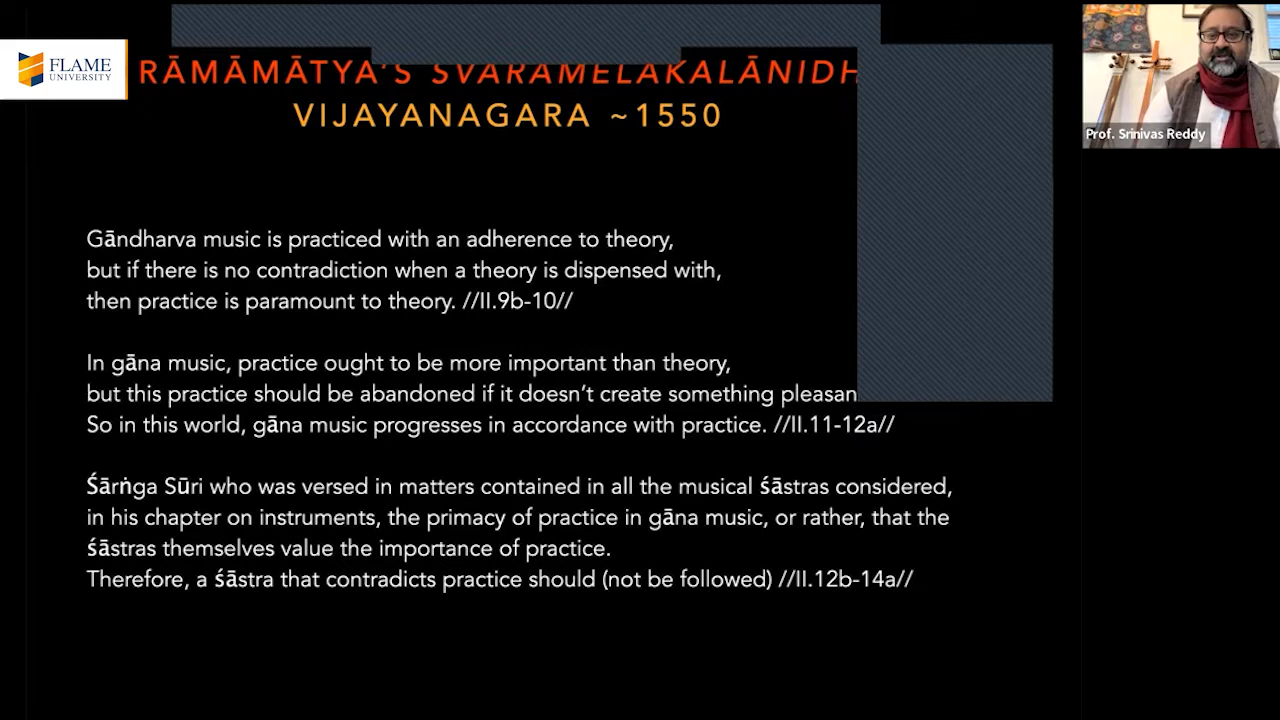 FLAME
UNIVERSITY
RĀMĀMĀTYA'S SVARAMELAKALĀNIDH
VIJAYANAGARA ~1550
Prof. Srinivas Reddy
Gāndharva music is practiced with an adherence to theory,
but if there is no contradiction when a theory is dispensed with,
then practice is paramount to theory. //II.9b-10//
In gāna music, practice ought to be more important than theory,
but this practice should be abandoned if it doesn't create something pleasan
So in this world, gāna music progresses in accordance with practice. //II.11-12a//
Śārṅga Sūri who was versed in matters contained in all the musical śāstras considered,
in his chapter on instruments, the primacy of practice in gāna music, or rather, that the
śāstras themselves value the importance of practice.
Therefore, a śāstra that contradicts practice should (not be followed) //II.12b-14a//